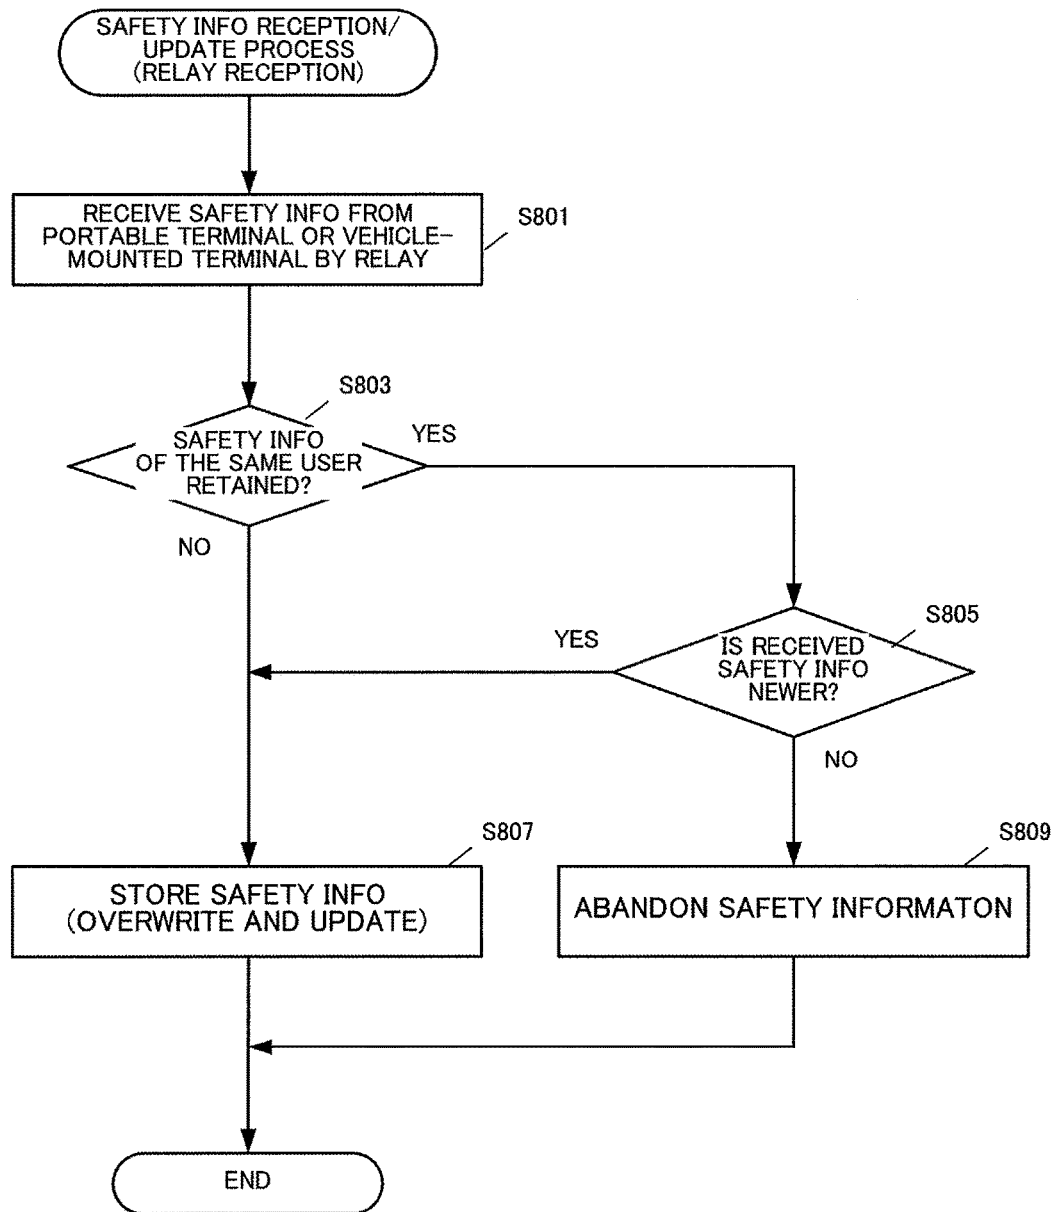 SAFETY INFO RECEPTION/
UPDATE PROCESS
(RELAY RECEPTION)
RECEIVE SAFETY INFO FROM
PORTABLE TERMINAL OR VEHICLE-
MOUNTED TERMINAL BY RELAY
S801
S803
SAFETY INFO
OF THE SAME USER
RETAINED?
YES
NO
S805
IS RECEIVED
SAFETY INFO
NEWER?
YES
NO
S807
STORE SAFETY INFO
(OVERWRITE AND UPDATE)
S809
ABANDON SAFETY INFORMATON
END